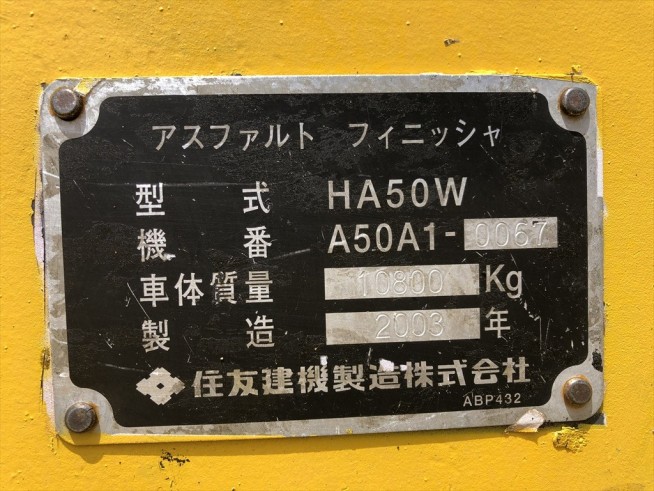 アスファルト フィニッシャ
型式 HA50W
機番 A50A1-0067
車体質量 10800 Kg
製造 2003 年
住友建機製造株式会社
ABP432